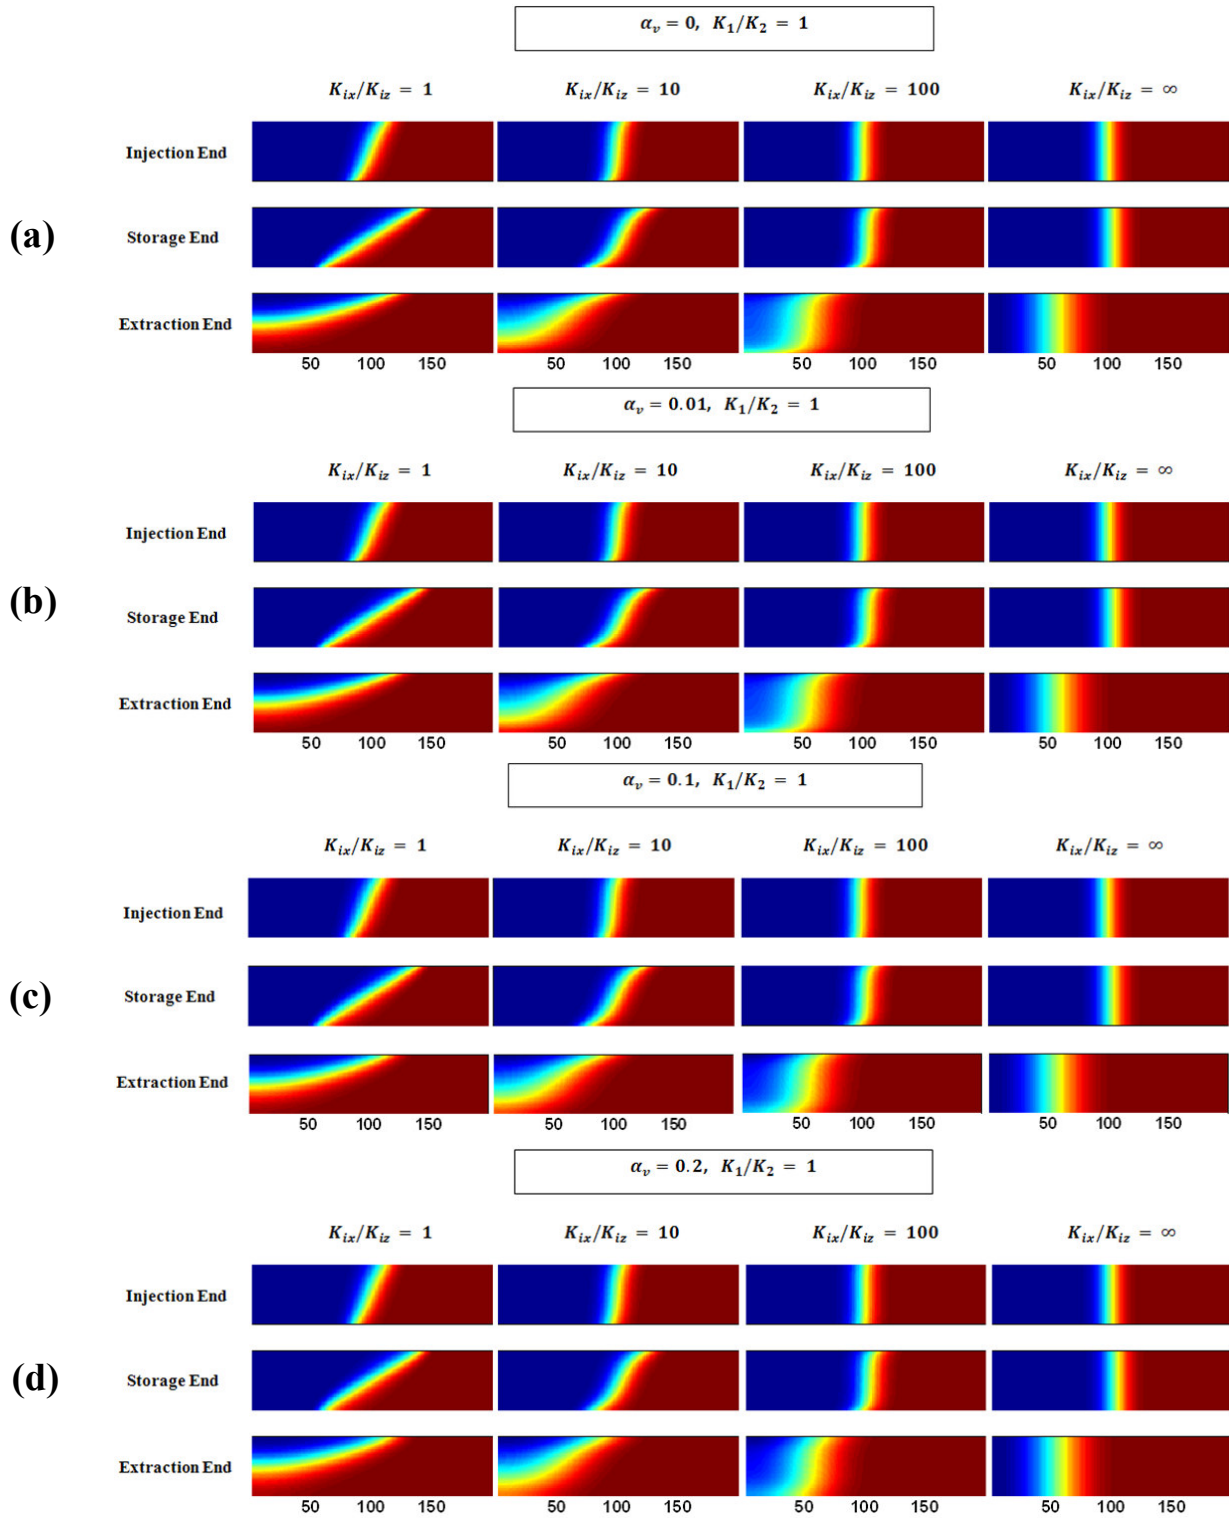 α_v = 0, K_1/K_2 = 1
K_ix/K_iz = 1 K_ix/K_iz = 10 K_ix/K_iz = 100 K_ix/K_iz = ∞
Injection End
(a) Storage End
Extraction End
50 100 150 50 100 150 50 100 150 50 100 150
α_v = 0.01, K_1/K_2 = 1
K_ix/K_iz = 1 K_ix/K_iz = 10 K_ix/K_iz = 100 K_ix/K_iz = ∞
Injection End
(b) Storage End
Extraction End
50 100 150 50 100 150 50 100 150 50 100 150
α_v = 0.1, K_1/K_2 = 1
K_ix/K_iz = 1 K_ix/K_iz = 10 K_ix/K_iz = 100 K_ix/K_iz = ∞
Injection End
(c) Storage End
Extraction End
50 100 150 50 100 150 50 100 150 50 100 150
α_v = 0.2, K_1/K_2 = 1
K_ix/K_iz = 1 K_ix/K_iz = 10 K_ix/K_iz = 100 K_ix/K_iz = ∞
Injection End
(d) Storage End
Extraction End
50 100 150 50 100 150 50 100 150 50 100 150